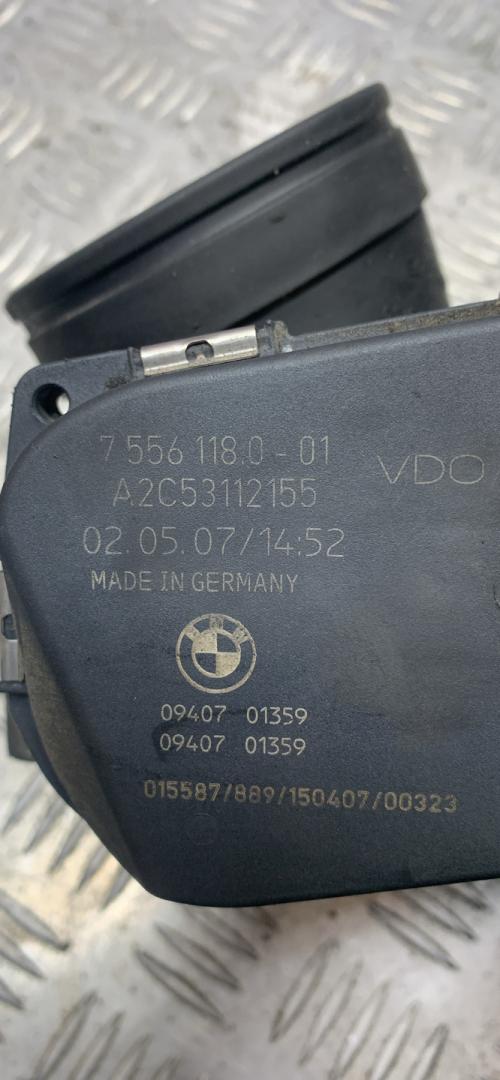 7 556 118.0 - 01
VDO
A2C53112155
02.05.07/14:52
MADE IN GERMANY
BMW
09407 01359
09407 01359
015587/889/150407/00323